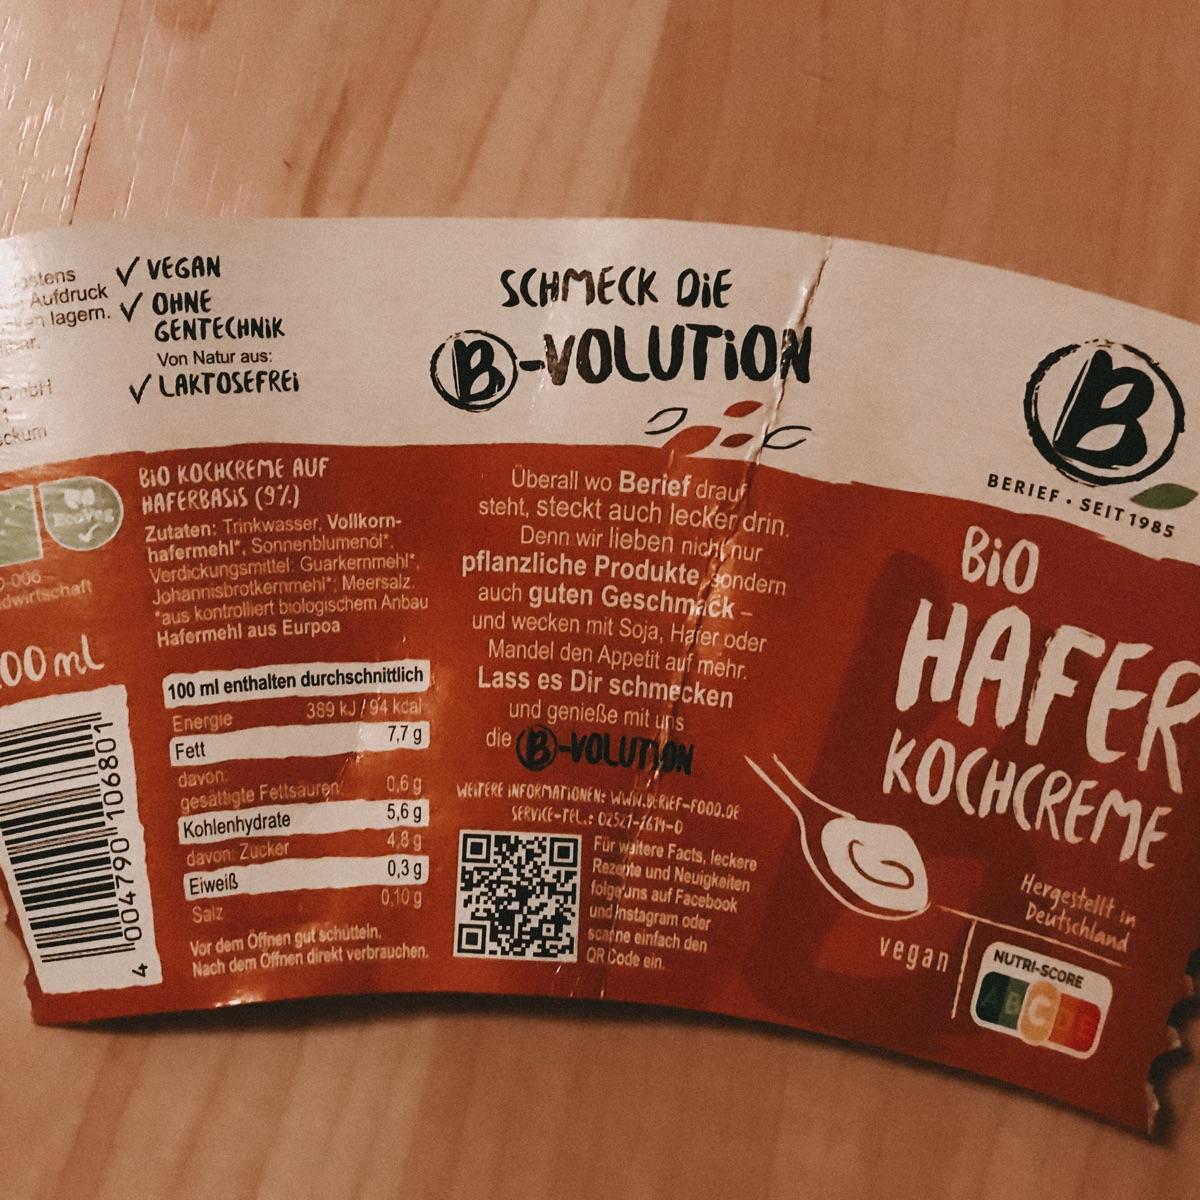 Aufdruck
lagern.
✓ VEGAN
✓ OHNE
GENTECHNIK
Von Natur aus:
✓ LAKTOSEFREi
BiO KOCHCREME AUF
HAFERBASiS (9%)
Zutaten: Trinkwasser, Vollkorn-
hafermehl*, Sonnenblumenöl*,
Verdickungsmittel: Guarkernmehl*,
Johannisbrotkernmehl*; Meersalz.
*aus kontrolliert biologischem Anbau
Hafermehl aus Eurpoa
EcoVeg
00 ml
4 004790 106801
100 ml enthalten durchschnittlich
Energie 389 kJ / 94 kcal
Fett 7,7 g
davon:
gesättigte Fettsäuren 0,6 g
Kohlenhydrate 5,6 g
davon: Zucker 4,8 g
Eiweiß 0,3 g
Salz 0,10 g
Vor dem Öffnen gut schütteln.
Nach dem Öffnen direkt verbrauchen.
SCHMECK DiE
B-VOLUTiON
Überall wo Berief drauf
steht, steckt auch lecker drin.
Denn wir lieben nicht nur
pflanzliche Produkte, sondern
auch guten Geschmack –
und wecken mit Soja, Hafer oder
Mandel den Appetit auf mehr.
Lass es Dir schmecken
und genieße mit uns
die B-VOLUTiON
WEiTERE iNFORMATiONEN: WWW.BERiEF-FOOD.DE
SERViCE-TEL.: 02521-2614-0
Für weitere Facts, leckere
Rezepte und Neuigkeiten
folge uns auf Facebook
und Instagram oder
scanne einfach den
QR Code ein.
B
BERIEF · SEIT 1985
BiO
HAFER
KOCHCREME
Hergestellt in
Deutschland
vegan
NUTRI-SCORE
A B C D E